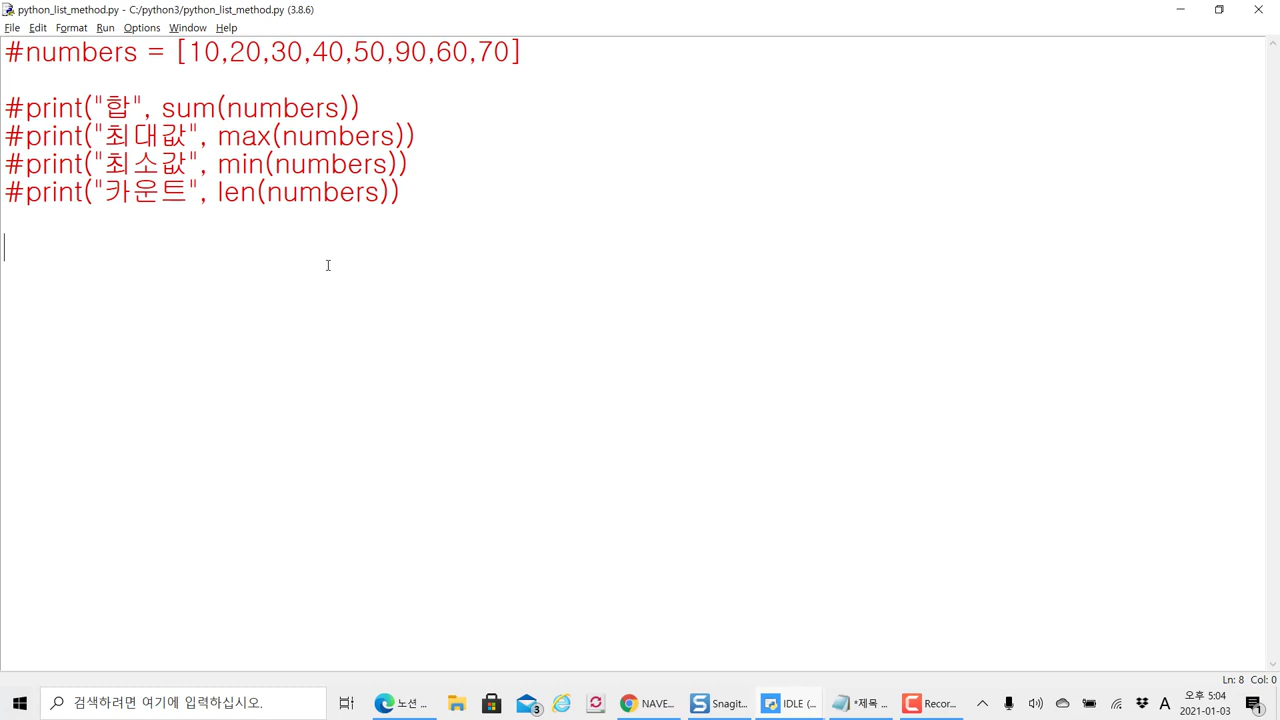 python_list_method.py - C:/python3/python_list_method.py (3.8.6)
File Edit Format Run Options Window Help
#numbers = [10,20,30,40,50,90,60,70]
#print("합", sum(numbers))
#print("최대값", max(numbers))
#print("최소값", min(numbers))
#print("카운트", len(numbers))
Ln: 8 Col: 0
검색하려면 여기에 입력하십시오.
3
노션 ...
NAVE...
Snagit...
IDLE (...
*제목 ...
Recor...
A
오후 5:04
2021-01-03
1